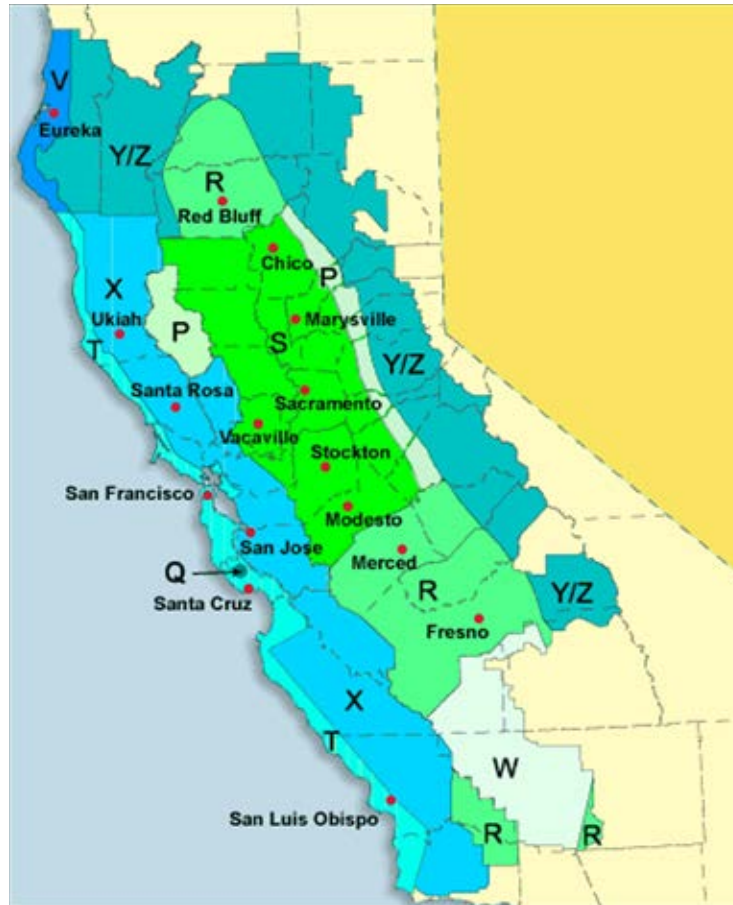 V
Eureka
Y/Z
R
Red Bluff
Chico
P
X
Ukiah
P
Marysville
T
S
Y/Z
Santa Rosa
Sacramento
Vacaville
Stockton
San Francisco
Modesto
San Jose
Merced
Q
R
Y/Z
Santa Cruz
Fresno
X
T
W
San Luis Obispo
R
R